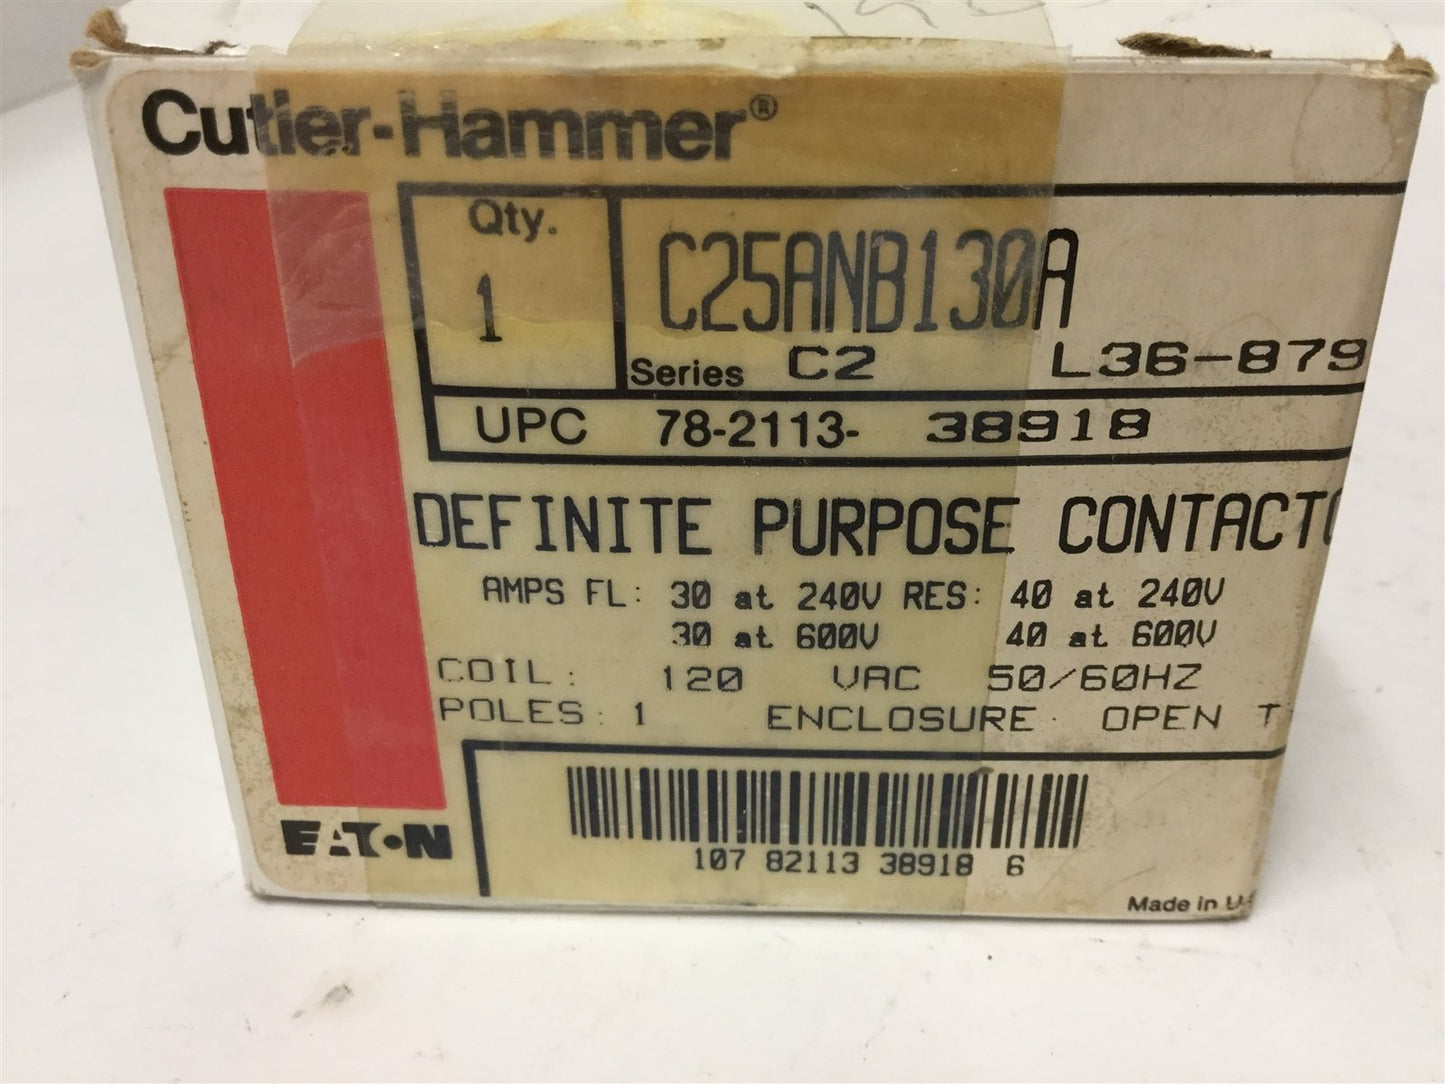 Cutler-Hammer®
Qty.
1
C25ANB130A
Series C2 L36-879
UPC 78-2113- 38918
DEFINITE PURPOSE CONTACTO
AMPS FL: 30 at 240V RES: 40 at 240V
30 at 600V 40 at 600V
COIL: 120 VAC 50/60HZ
POLES: 1 ENCLOSURE: OPEN T
107 82113 38918 6
EATON
Made in U